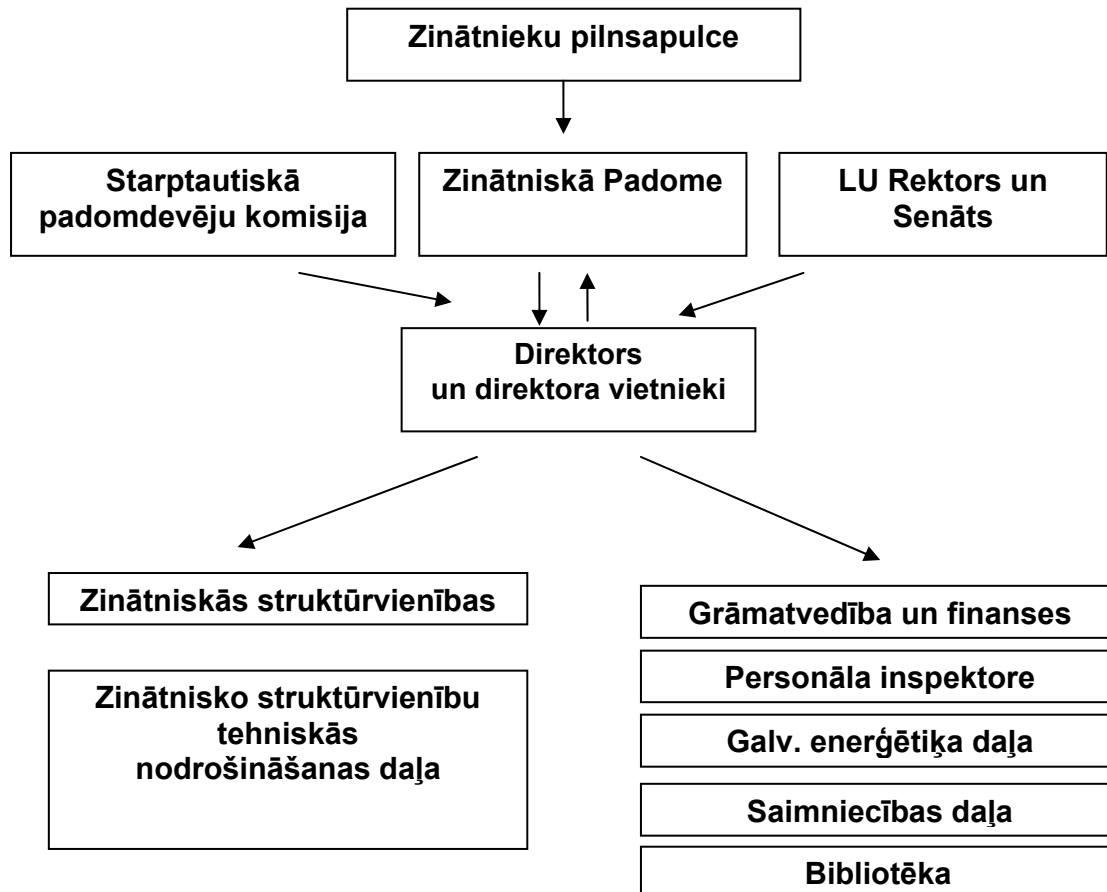 Zinātnieku pilnsapulce
Starptautiskā
padomdevēju komisija
Zinātniskā Padome
LU Rektors un
Senāts
Direktors
un direktora vietnieki
Zinātniskās struktūrvienības
Zinātnisko struktūrvienību
tehniskās
nodrošināšanas daļa
Grāmatvedība un finanses
Personāla inspektore
Galv. enerģētiķa daļa
Saimniecības daļa
Bibliotēka